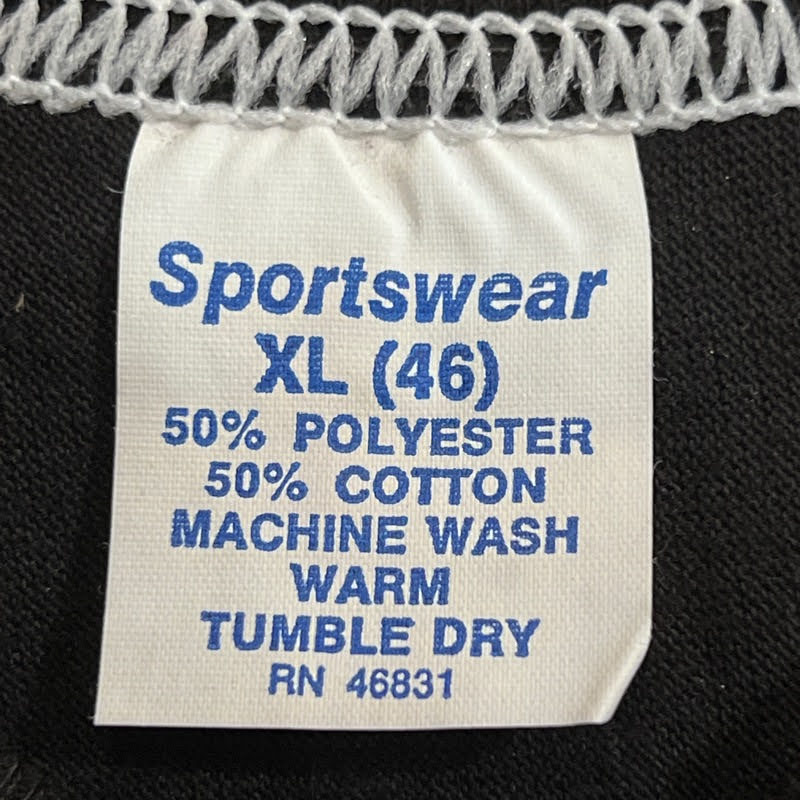 Sportswear
XL (46)
50% POLYESTER
50% COTTON
MACHINE WASH
WARM
TUMBLE DRY
RN 46831